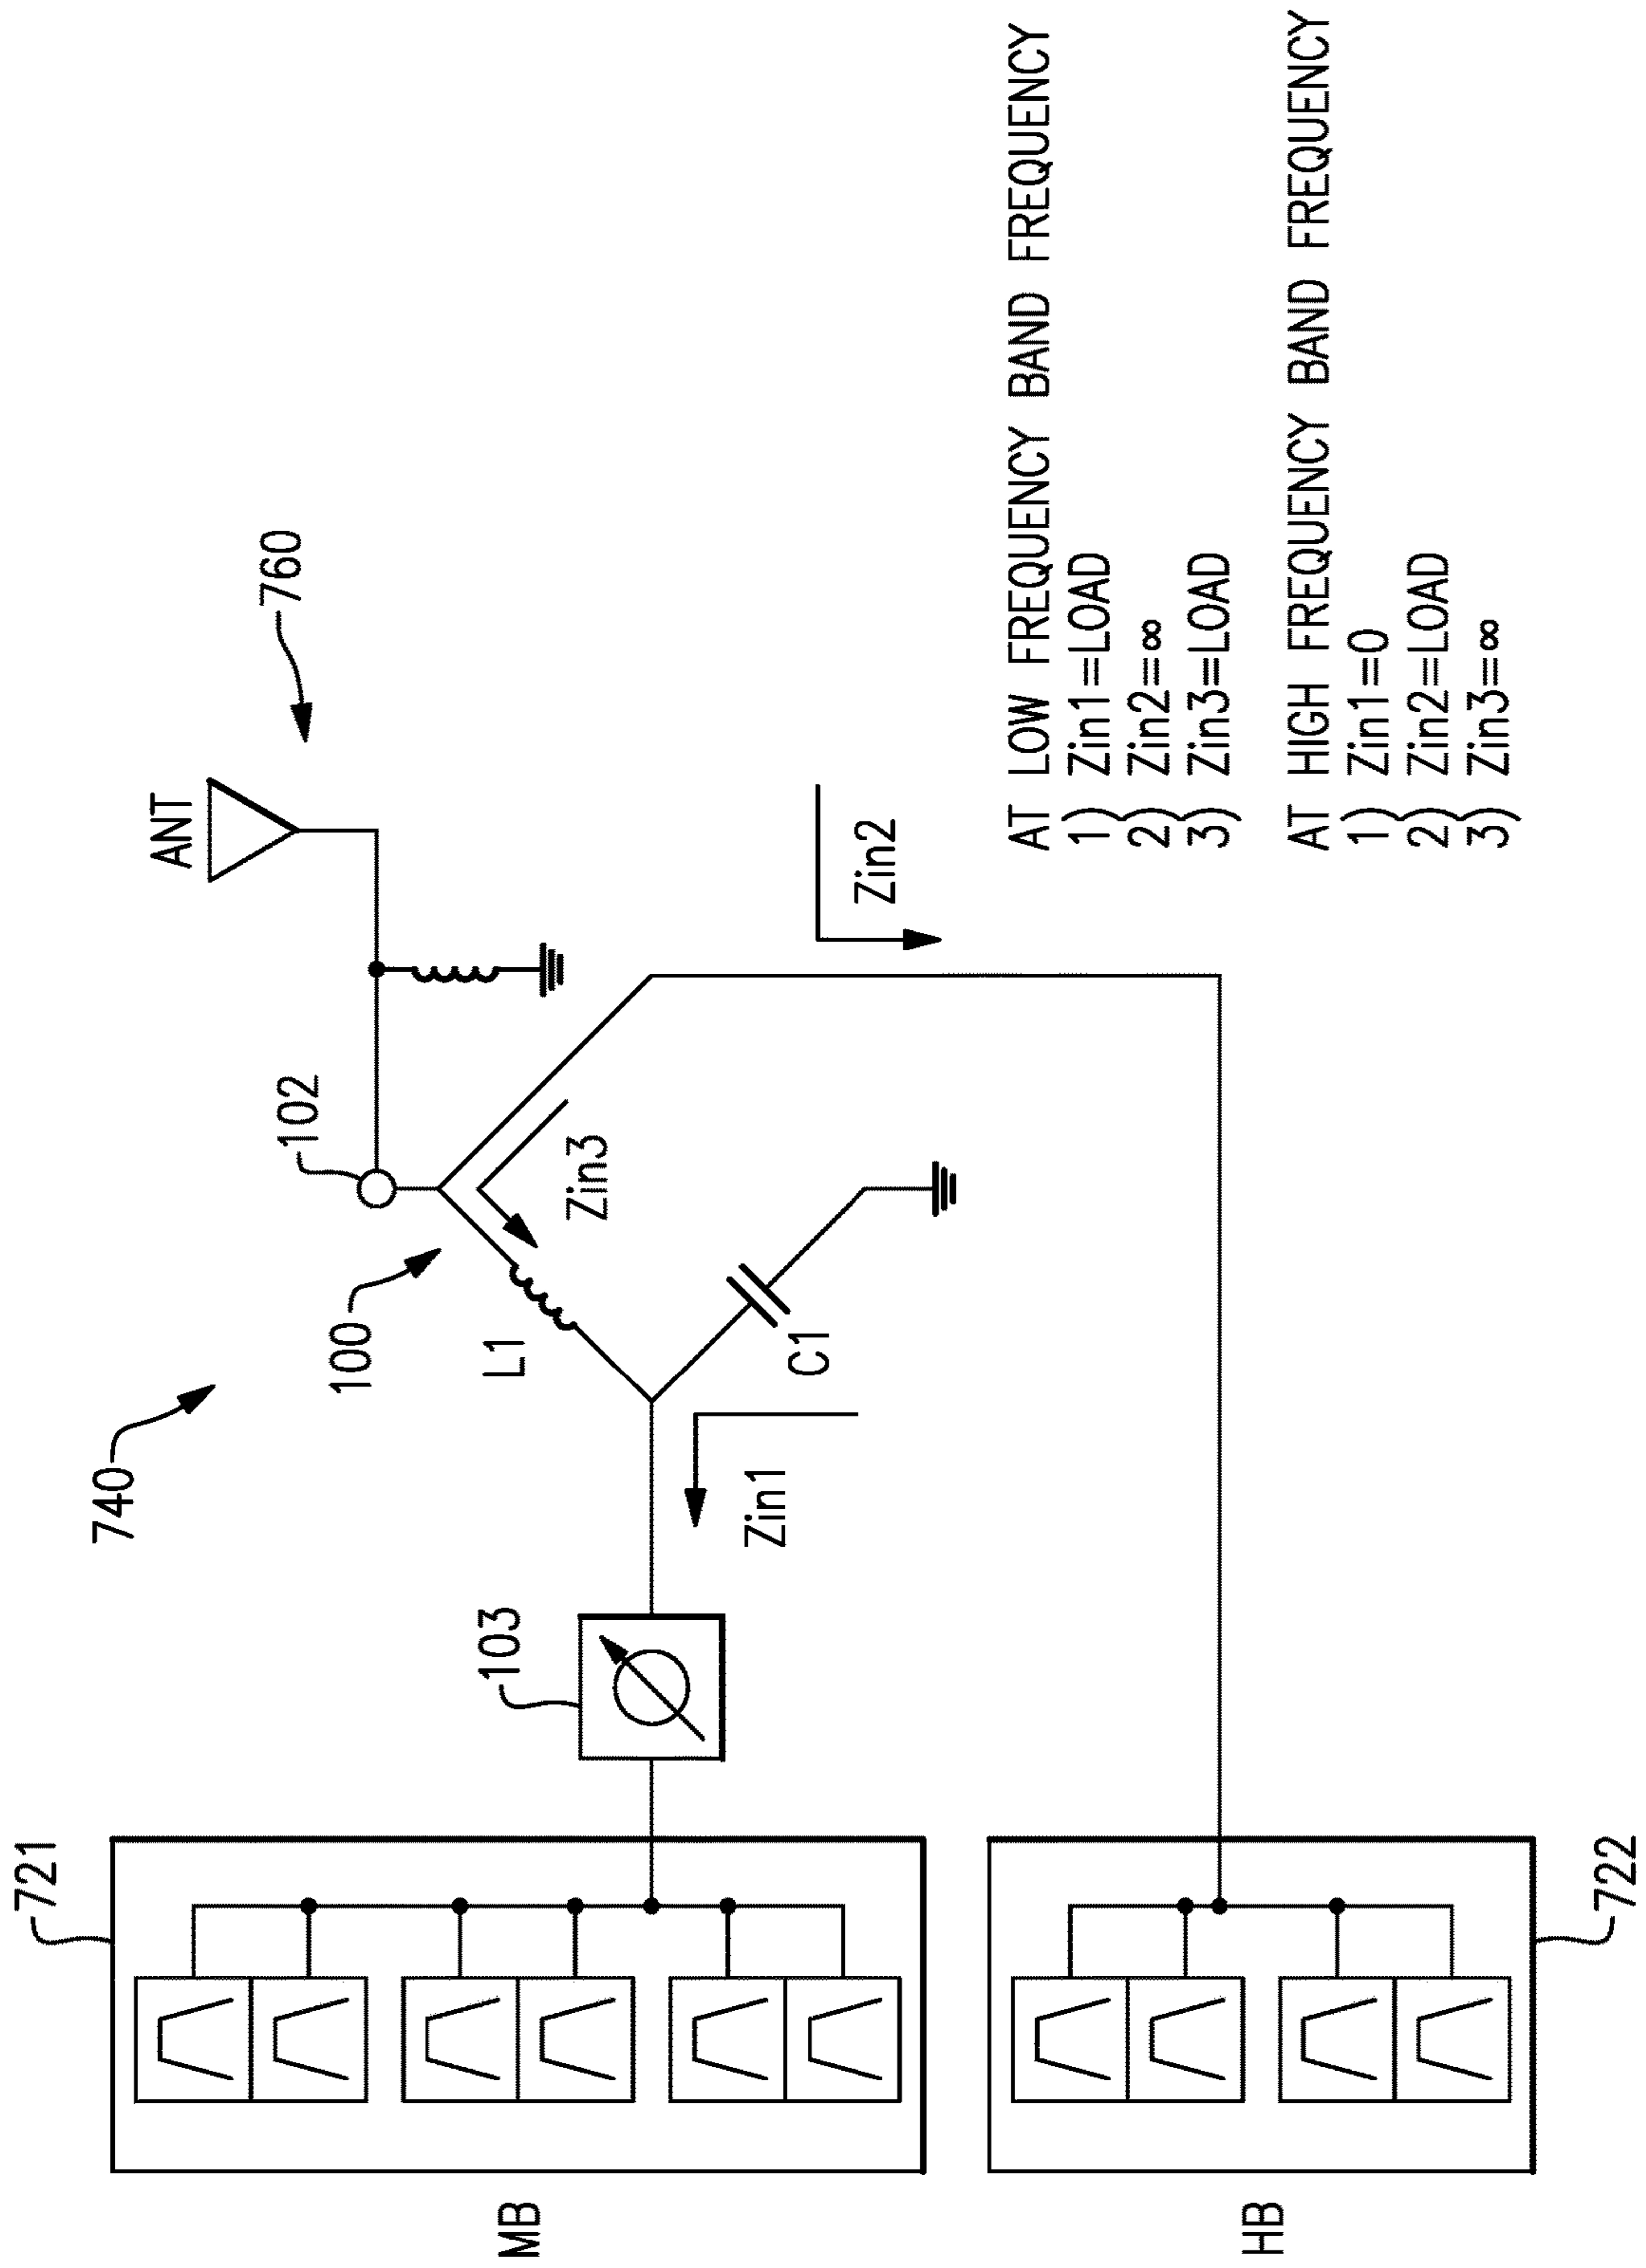 721
MB
722
HB
103
740
Zin1
100
L1
C1
102
Zin3
ANT
760
Zin2
AT LOW FREQUENCY BAND FREQUENCY
1) Zin1=LOAD
2) Zin2=∞
3) Zin3=LOAD
AT HIGH FREQUENCY BAND FREQUENCY
1) Zin1=0
2) Zin2=LOAD
3) Zin3=∞